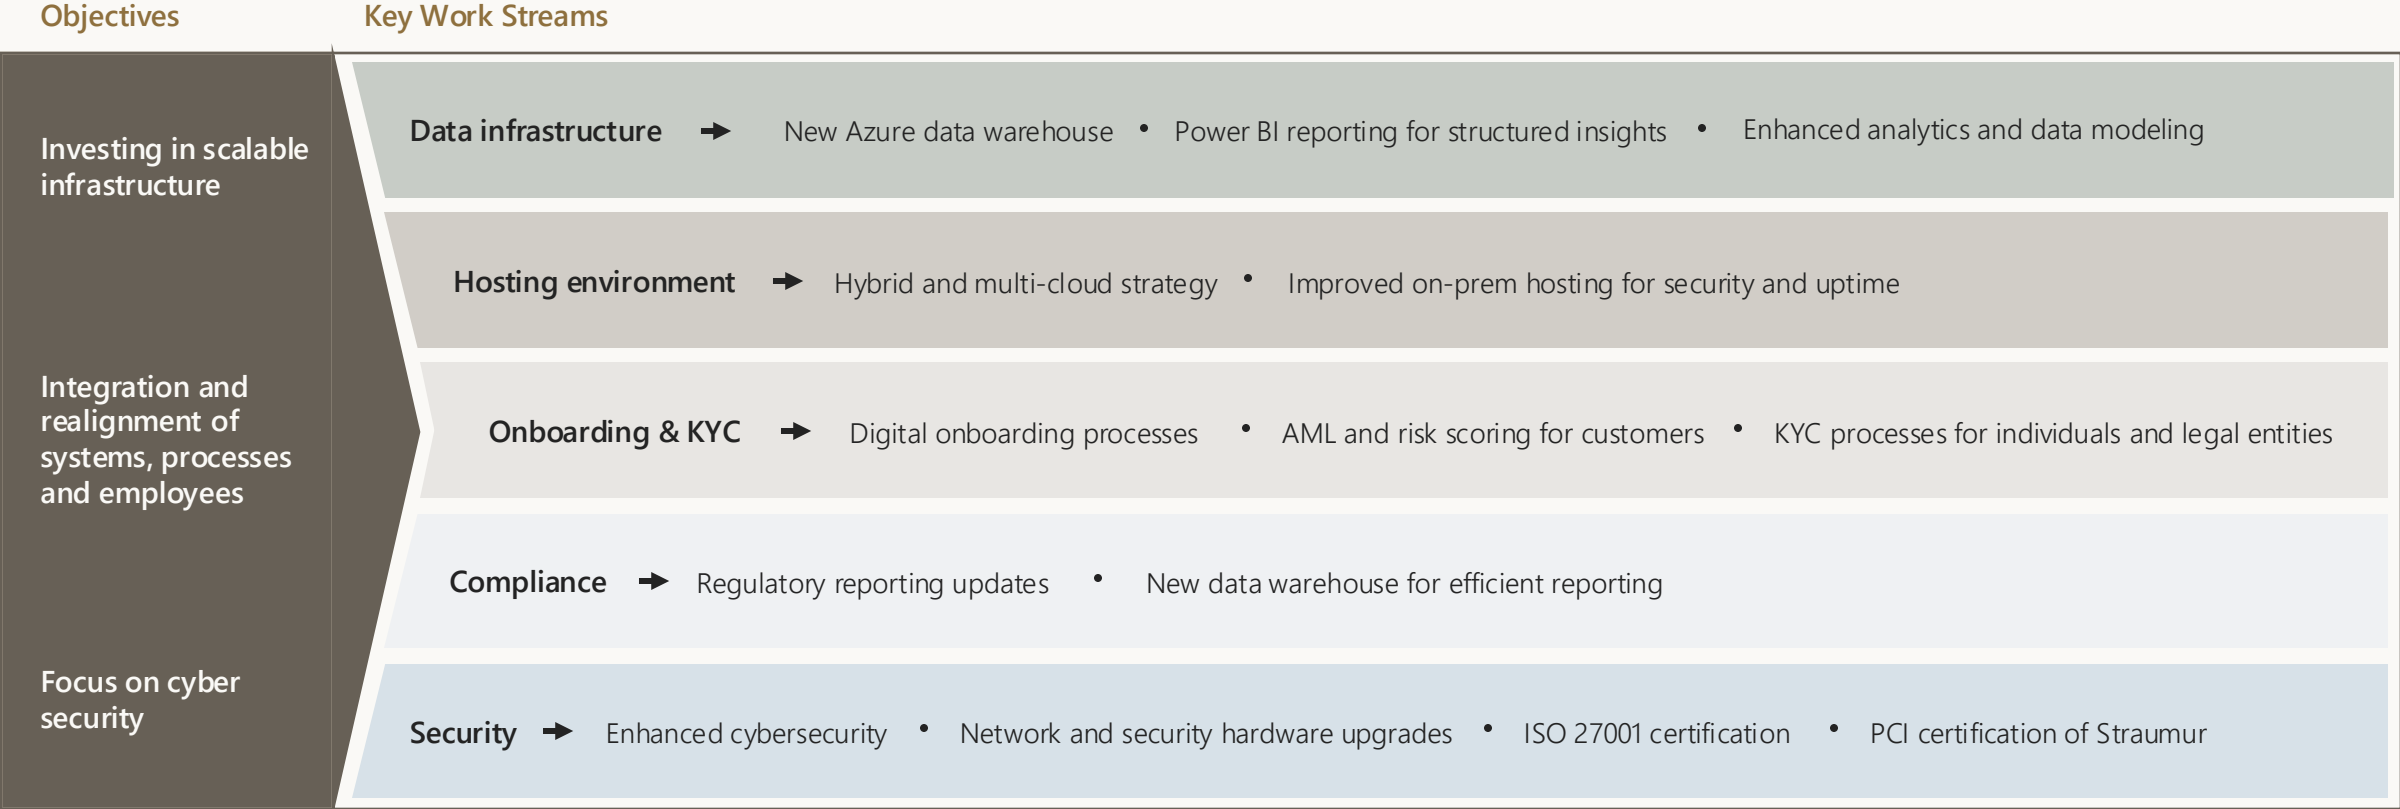 Objectives
Key Work Streams
Investing in scalable
infrastructure
Integration and
realignment of
systems, processes
and employees
Focus on cyber
security
Data infrastructure New Azure data warehouse • Power BI reporting for structured insights • Enhanced analytics and data modeling
Hosting environment Hybrid and multi-cloud strategy • Improved on-prem hosting for security and uptime
Onboarding & KYC Digital onboarding processes • AML and risk scoring for customers • KYC processes for individuals and legal entities
Compliance Regulatory reporting updates • New data warehouse for efficient reporting
Security Enhanced cybersecurity • Network and security hardware upgrades • ISO 27001 certification • PCI certification of Straumur